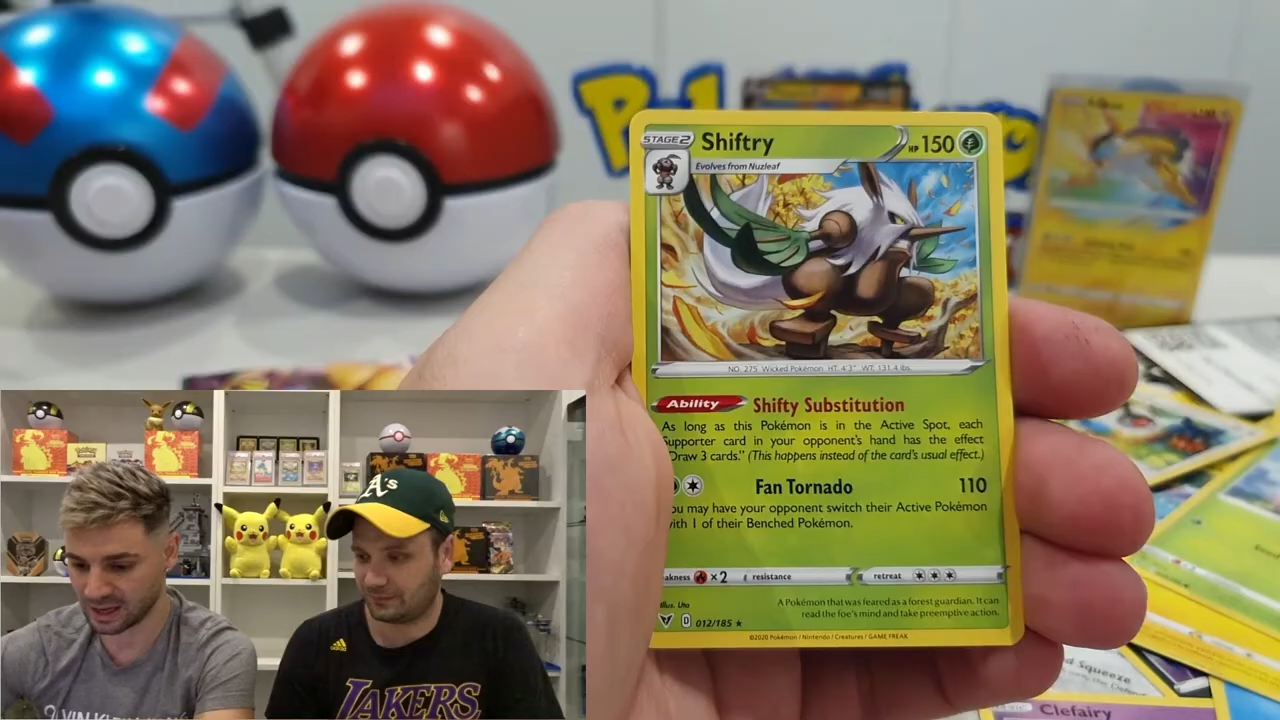 STAGE 2 Shiftry HP 150
Evolves from Nuzleaf
NO. 275 Wicked Pokémon HT: 4'3" WT: 131.4 lbs.
Ability Shifty Substitution
As long as this Pokémon is in the Active Spot, each
Supporter card in your opponent's hand has the effect
"Draw 3 cards." (This happens instead of the card's usual effect.)
Fan Tornado 110
you may have your opponent switch their Active Pokémon
with 1 of their Benched Pokémon.
weakness ×2 resistance retreat
Illus. Uta
A Pokémon that was feared as a forest guardian. It can
read the foe's mind and take preemptive action.
D 012/185 ★
©2020 Pokémon / Nintendo / Creatures / GAME FREAK
Squeeze
Clefairy
A's
adidas
LAKERS